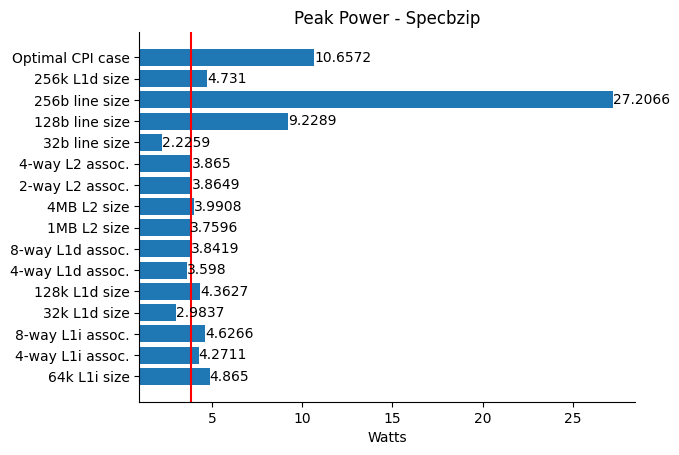 Peak Power - Specbzip
Optimal CPI case 10.6572
256k L1d size 4.731
256b line size 27.2066
128b line size 9.2289
32b line size 2.2259
4-way L2 assoc. 3.865
2-way L2 assoc. 3.8649
4MB L2 size 3.9908
1MB L2 size 3.7596
8-way L1d assoc. 3.8419
4-way L1d assoc. 3.598
128k L1d size 4.3627
32k L1d size 2.9837
8-way L1i assoc. 4.6266
4-way L1i assoc. 4.2711
64k L1i size 4.865
5 10 15 20 25
Watts